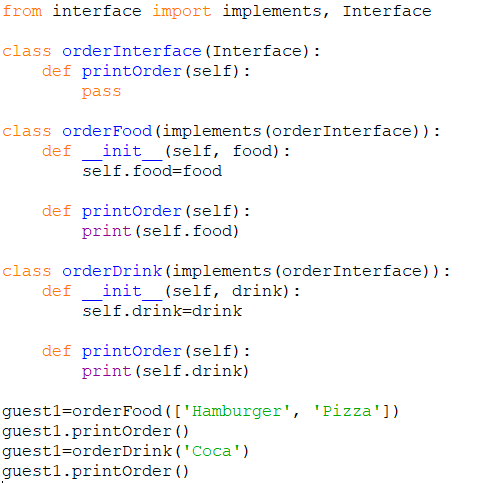 from interface import implements, Interface
class orderInterface(Interface):
    def printOrder(self):
        pass
class orderFood(implements(orderInterface)):
    def __init__(self, food):
        self.food=food
    def printOrder(self):
        print(self.food)
class orderDrink(implements(orderInterface)):
    def __init__(self, drink):
        self.drink=drink
    def printOrder(self):
        print(self.drink)
guest1=orderFood(['Hamburger', 'Pizza'])
guest1.printOrder()
guest1=orderDrink('Coca')
guest1.printOrder()